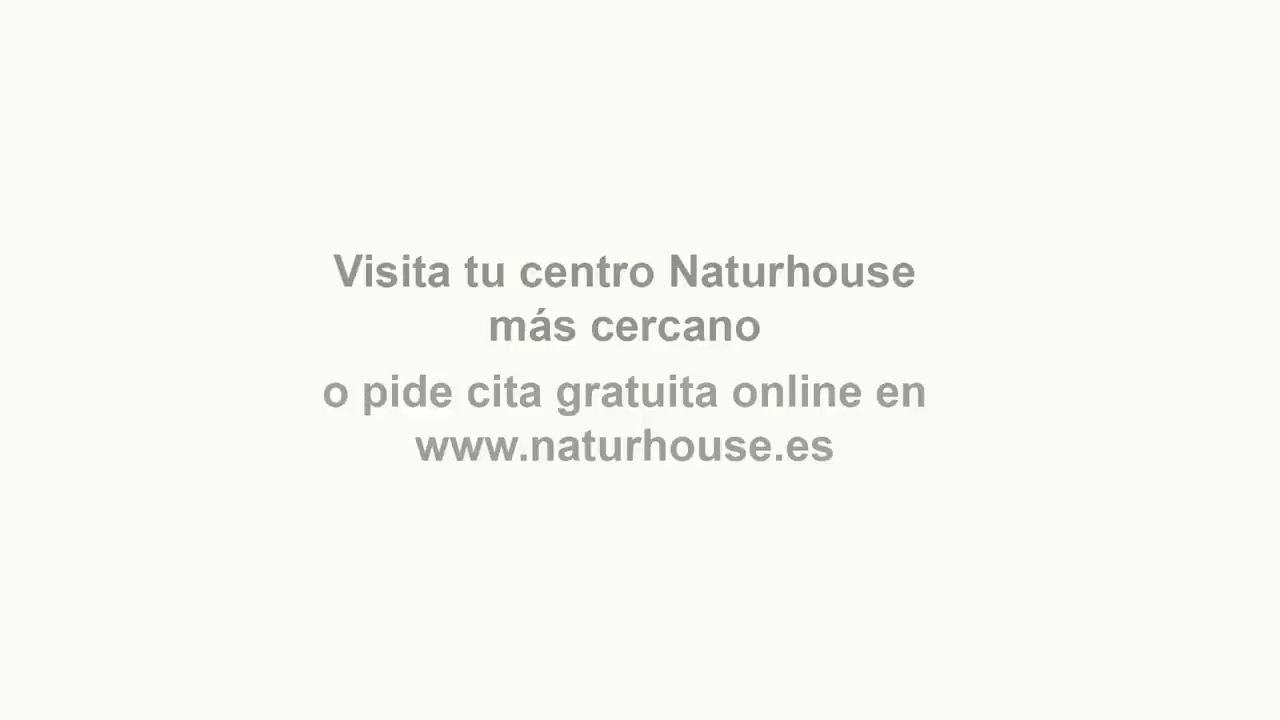 Visita tu centro Naturhouse
más cercano
o pide cita gratuita online en
www.naturhouse.es